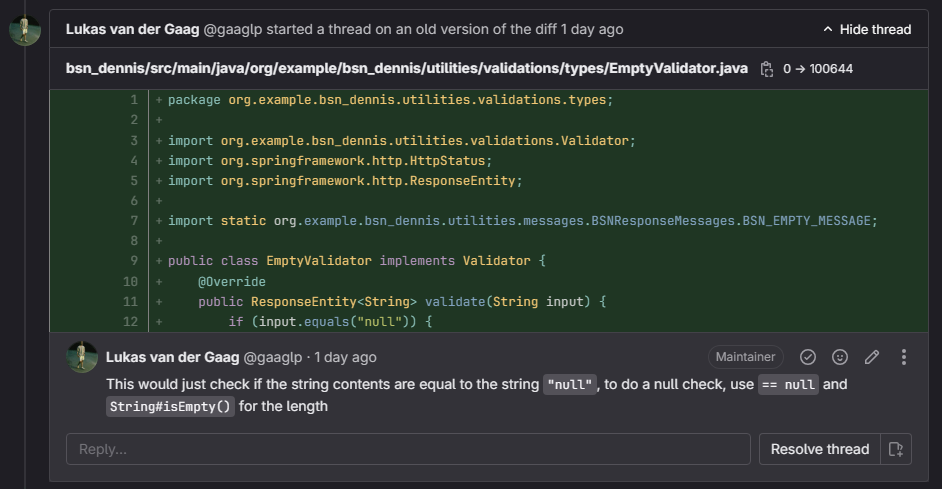 Lukas van der Gaag @gaaglp started a thread on an old version of the diff 1 day ago
Hide thread
bsn_dennis/src/main/java/org/example/bsn_dennis/utilities/validations/types/EmptyValidator.java 0 → 100644
1 + package org.example.bsn_dennis.utilities.validations.types;
2 +
3 + import org.example.bsn_dennis.utilities.validations.Validator;
4 + import org.springframework.http.HttpStatus;
5 + import org.springframework.http.ResponseEntity;
6 +
7 + import static org.example.bsn_dennis.utilities.messages.BSNResponseMessages.BSN_EMPTY_MESSAGE;
8 +
9 + public class EmptyValidator implements Validator {
10 + @Override
11 + public ResponseEntity<String> validate(String input) {
12 + if (input.equals("null")) {
Lukas van der Gaag @gaaglp · 1 day ago
Maintainer
This would just check if the string contents are equal to the string "null", to do a null check, use == null and
String#isEmpty() for the length
Reply...
Resolve thread